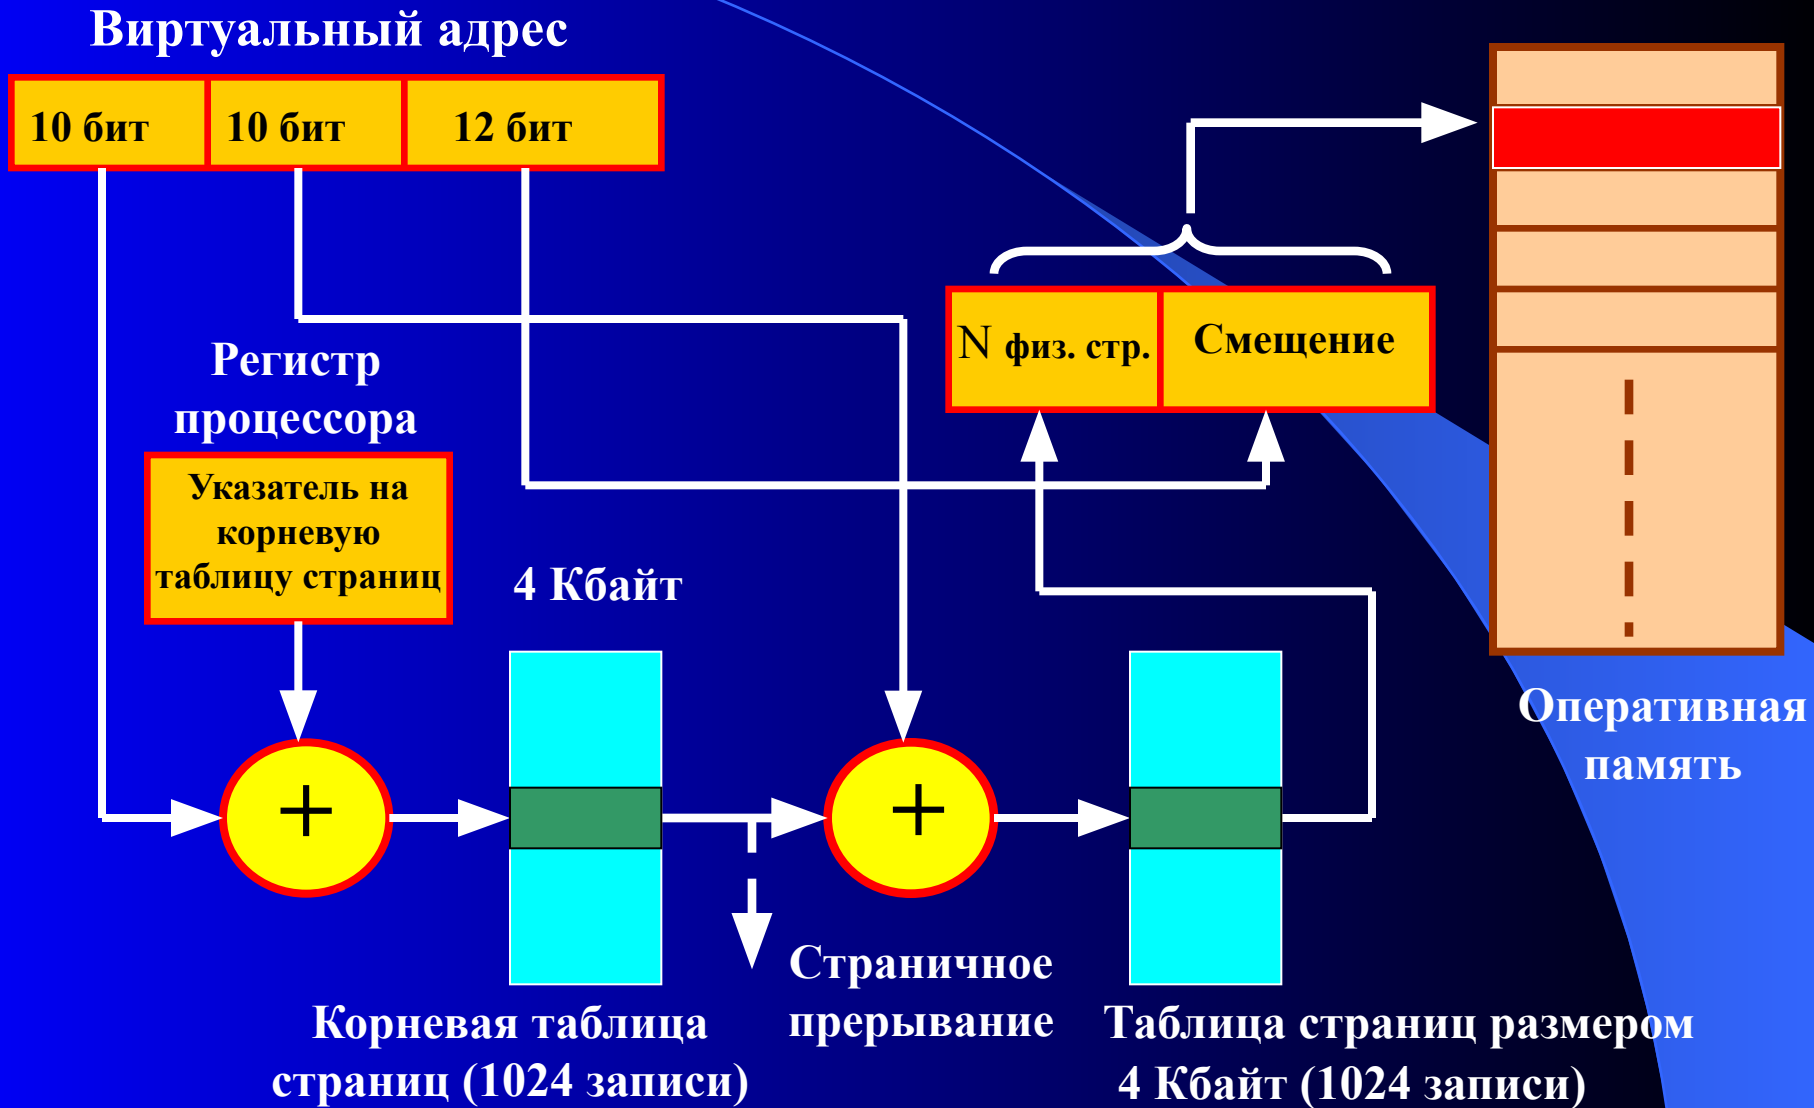 Виртуальный адрес
10 бит
10 бит
12 бит
N физ. стр.
Смещение
Регистр
процессора
Указатель на
корневую
таблицу страниц
4 Кбайт
Оперативная
память
+
+
Страничное
прерывание
Корневая таблица
страниц (1024 записи)
Таблица страниц размером
4 Кбайт (1024 записи)